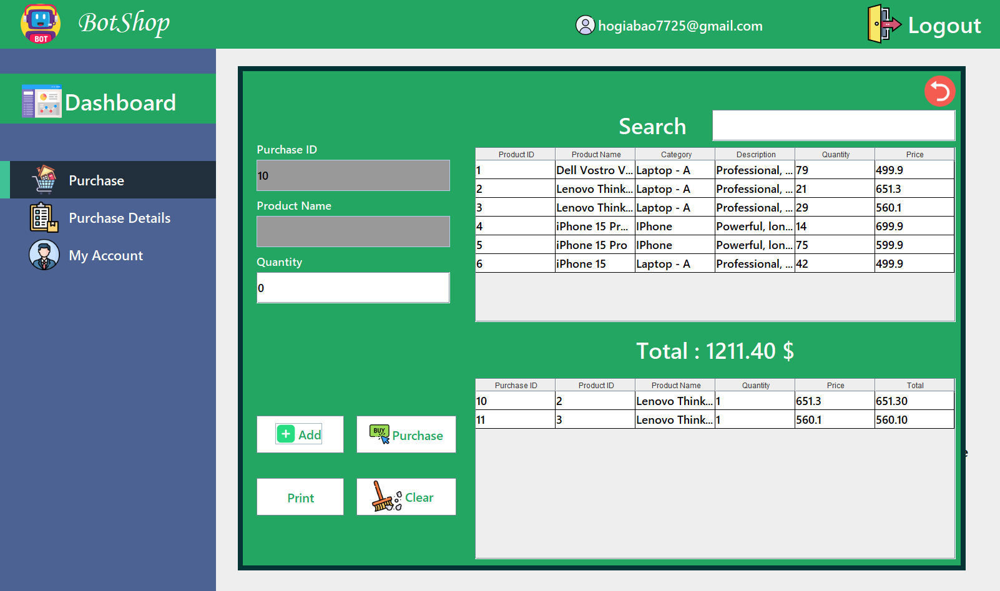 BOT
BotShop
hogiabao7725@gmail.com
Logout
Dashboard
Purchase
Purchase Details
My Account
Search
Purchase ID
10
Product Name
Quantity
0
Product ID Product Name Category Description Quantity Price
1 Dell Vostro V... Laptop - A Professional, ... 79 499.9
2 Lenovo Think... Laptop - A Professional, ... 21 651.3
3 Lenovo Think... Laptop - A Professional, ... 29 560.1
4 iPhone 15 Pr... IPhone Powerful, lon... 14 699.9
5 iPhone 15 Pro IPhone Powerful, lon... 75 599.9
6 iPhone 15 Laptop - A Professional, ... 42 499.9
Total : 1211.40 $
Purchase ID Product ID Product Name Quantity Price Total
10 2 Lenovo Think... 1 651.3 651.30
11 3 Lenovo Think... 1 560.1 560.10
Add
BUY
Purchase
Print
Clear